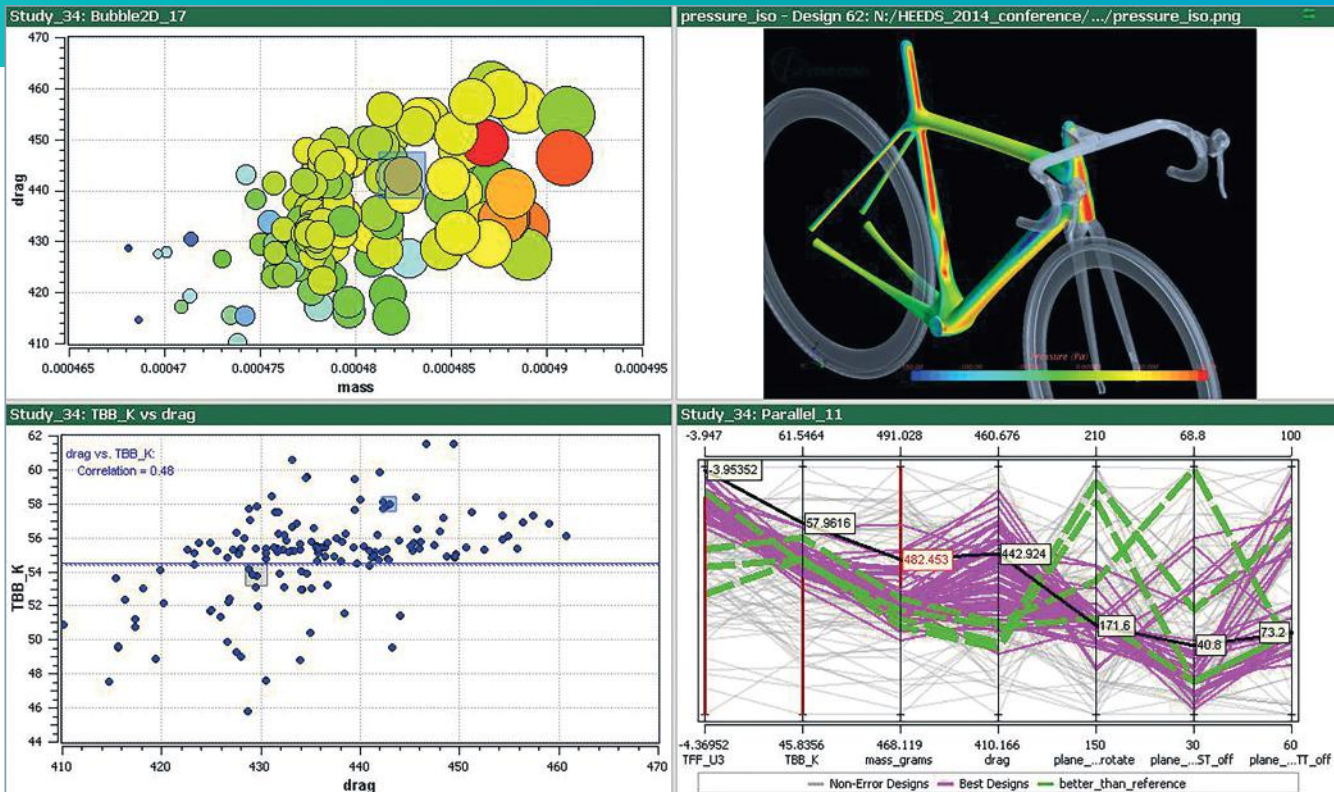 Study_34: Bubble2D_17
470
460
450
440
430
420
410
drag
0.000465 0.00047 0.000475 0.00048 0.000485 0.00049 0.000495
mass
pressure_iso - Design 62: N:/HEEDS_2014_conference/.../pressure_iso.png
Pressure (Pa)
Study_34: TBB_K vs drag
drag vs. TBB_K:
Correlation = 0.48
62
60
58
56
54
52
50
48
46
44
TBB_K
410 420 430 440 450 460 470
drag
Study_34: Parallel_11
-3.947 61.5464 491.028 460.676 210 68.8 100
-3.95352
57.9616
482.453
442.924
171.6
40.8
73.2
-4.36952 45.8356 468.119 410.166 150 30 60
TFF_U3 TBB_K mass_grams drag plane_...rotate plane_...ST_off plane_...TT_off
Non-Error Designs Best Designs better_than_reference